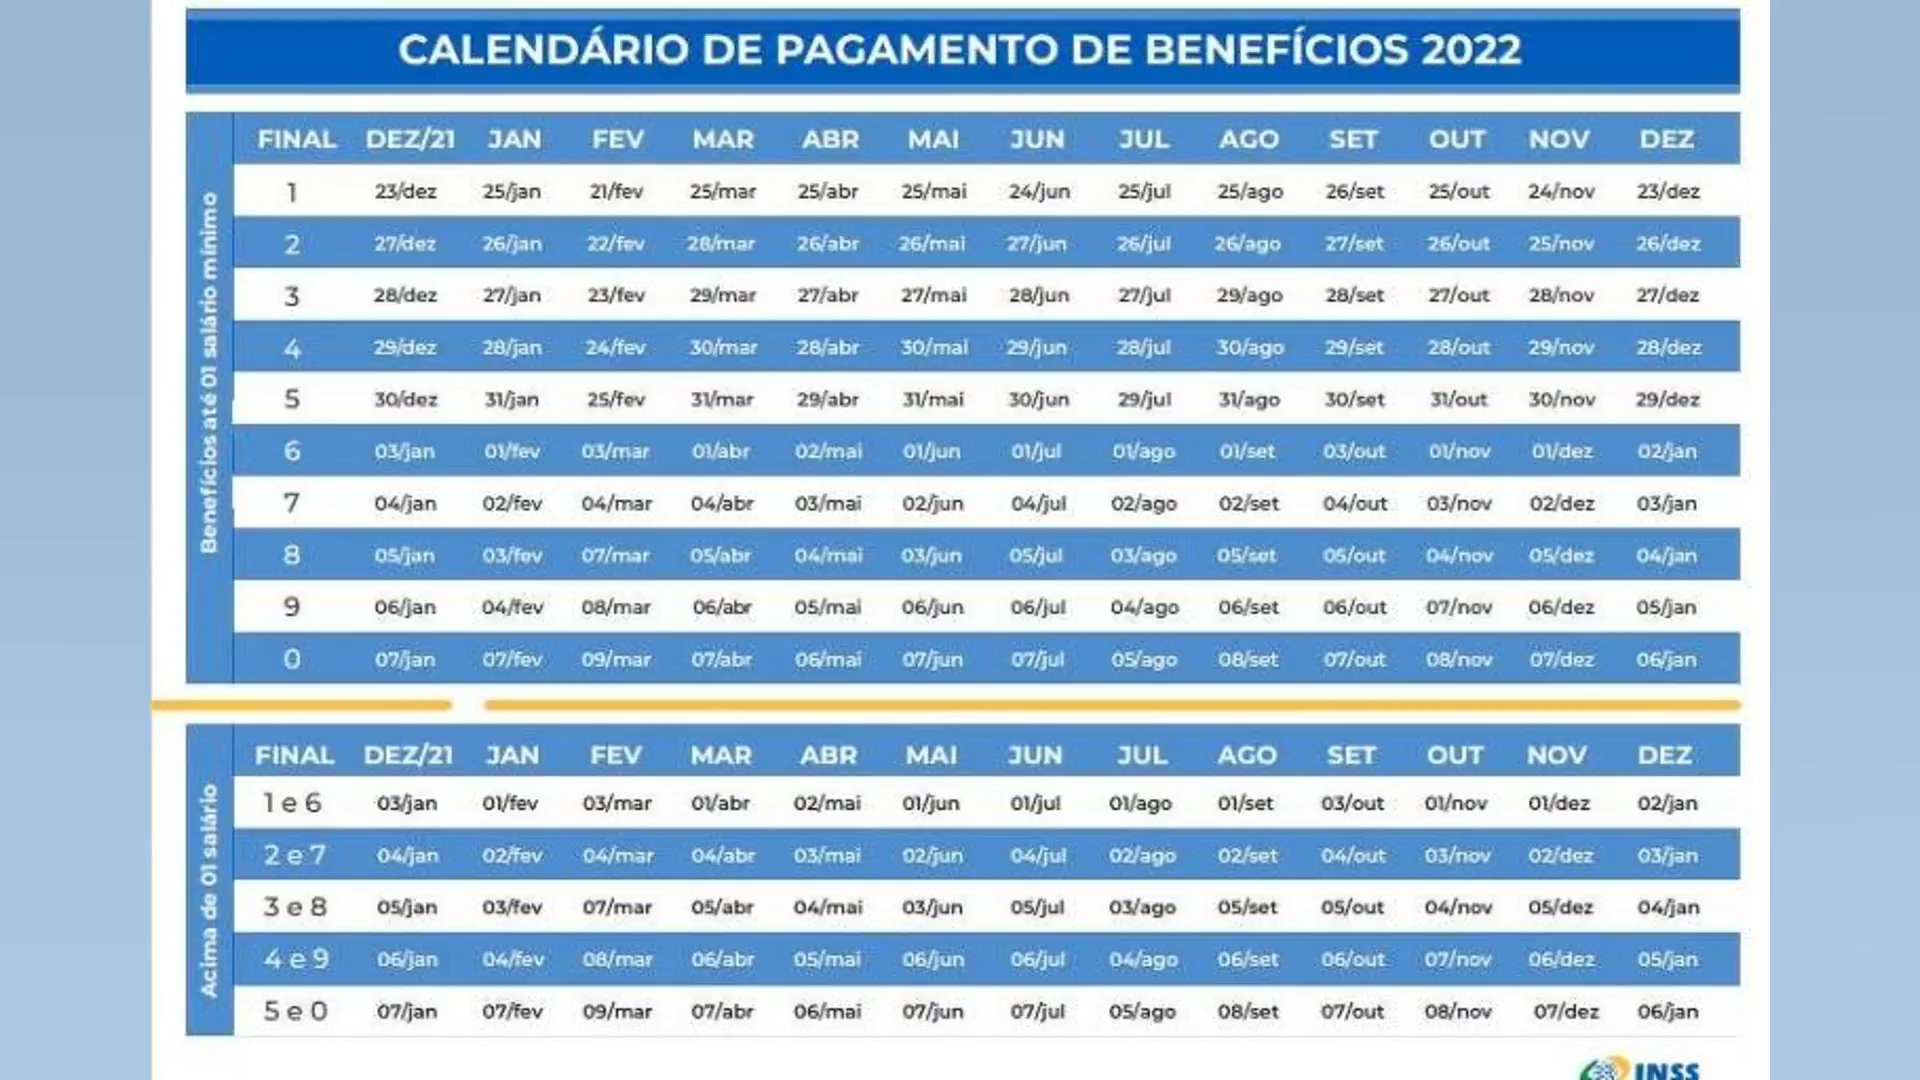 CALENDÁRIO DE PAGAMENTO DE BENEFÍCIOS 2022
Benefícios até 01 salário mínimo
FINAL DEZ/21 JAN FEV MAR ABR MAI JUN JUL AGO SET OUT NOV DEZ
1 23/dez 25/jan 21/fev 25/mar 25/abr 25/mai 24/jun 25/jul 25/ago 26/set 25/out 24/nov 23/dez
2 27/dez 26/jan 22/fev 28/mar 26/abr 26/mai 27/jun 26/jul 26/ago 27/set 26/out 25/nov 26/dez
3 28/dez 27/jan 23/fev 29/mar 27/abr 27/mai 28/jun 27/jul 29/ago 28/set 27/out 28/nov 27/dez
4 29/dez 28/jan 24/fev 30/mar 28/abr 30/mai 29/jun 28/jul 30/ago 29/set 28/out 29/nov 28/dez
5 30/dez 31/jan 25/fev 31/mar 29/abr 31/mai 30/jun 29/jul 31/ago 30/set 31/out 30/nov 29/dez
6 03/jan 01/fev 03/mar 01/abr 02/mai 01/jun 01/jul 01/ago 01/set 03/out 01/nov 01/dez 02/jan
7 04/jan 02/fev 04/mar 04/abr 03/mai 02/jun 04/jul 02/ago 02/set 04/out 03/nov 02/dez 03/jan
8 05/jan 03/fev 07/mar 05/abr 04/mai 03/jun 05/jul 03/ago 05/set 05/out 04/nov 05/dez 04/jan
9 06/jan 04/fev 08/mar 06/abr 05/mai 06/jun 06/jul 04/ago 06/set 06/out 07/nov 06/dez 05/jan
0 07/jan 07/fev 09/mar 07/abr 06/mai 07/jun 07/jul 05/ago 08/set 07/out 08/nov 07/dez 06/jan
Acima de 01 salário
FINAL DEZ/21 JAN FEV MAR ABR MAI JUN JUL AGO SET OUT NOV DEZ
1 e 6 03/jan 01/fev 03/mar 01/abr 02/mai 01/jun 01/jul 01/ago 01/set 03/out 01/nov 01/dez 02/jan
2 e 7 04/jan 02/fev 04/mar 04/abr 03/mai 02/jun 04/jul 02/ago 02/set 04/out 03/nov 02/dez 03/jan
3 e 8 05/jan 03/fev 07/mar 05/abr 04/mai 03/jun 05/jul 03/ago 05/set 05/out 04/nov 05/dez 04/jan
4 e 9 06/jan 04/fev 08/mar 06/abr 05/mai 06/jun 06/jul 04/ago 06/set 06/out 07/nov 06/dez 05/jan
5 e 0 07/jan 07/fev 09/mar 07/abr 06/mai 07/jun 07/jul 05/ago 08/set 07/out 08/nov 07/dez 06/jan
INSS